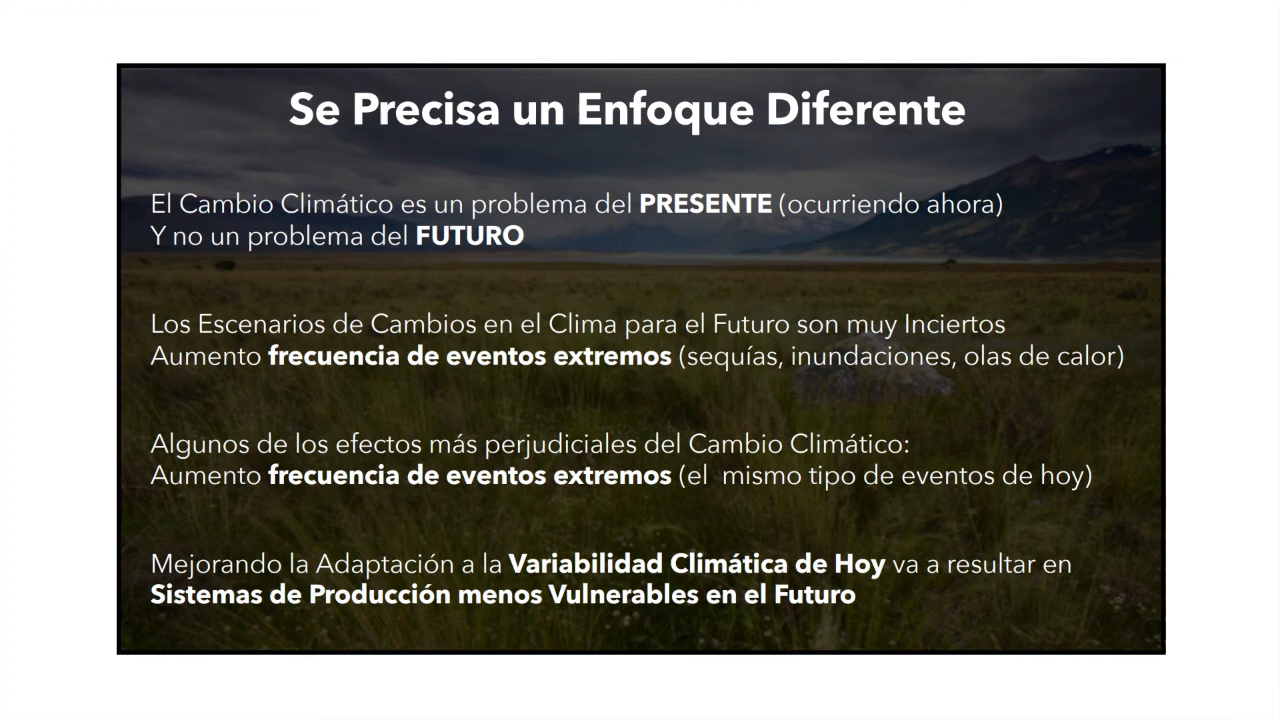 Se Precisa un Enfoque Diferente
El Cambio Climático es un problema del PRESENTE (ocurriendo ahora)
Y no un problema del FUTURO
Los Escenarios de Cambios en el Clima para el Futuro son muy Inciertos
Aumento frecuencia de eventos extremos (sequías, inundaciones, olas de calor)
Algunos de los efectos más perjudiciales del Cambio Climático:
Aumento frecuencia de eventos extremos (el  mismo tipo de eventos de hoy)
Mejorando la Adaptación a la Variabilidad Climática de Hoy va a resultar en
Sistemas de Producción menos Vulnerables en el Futuro